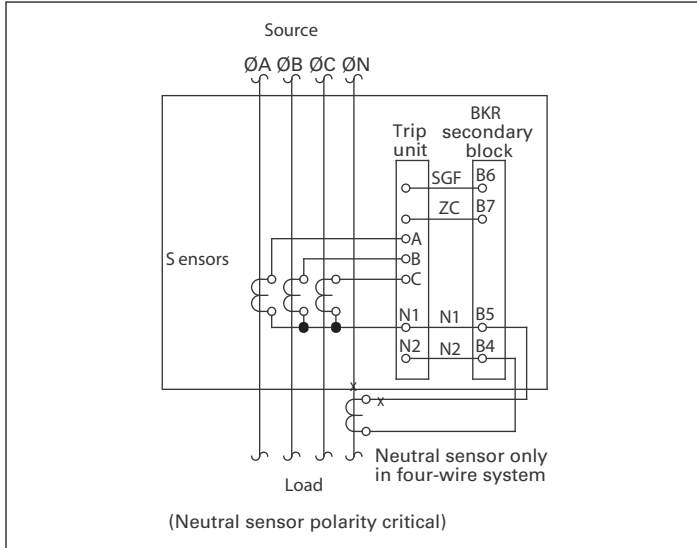 Source
ØA ØB ØC ØN
BKR
secondary
block
Trip
unit
SGF B6
ZC B7
A
B
C
S ensors
N1 N1 B5
N2 N2 B4
x
x
Neutral sensor only
in four-wire system
Load
(Neutral sensor polarity critical)